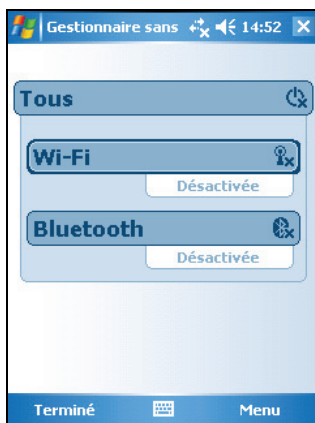 Gestionnaire sans 14:52
Tous
Wi-Fi
Désactivée
Bluetooth
Désactivée
Terminé Menu